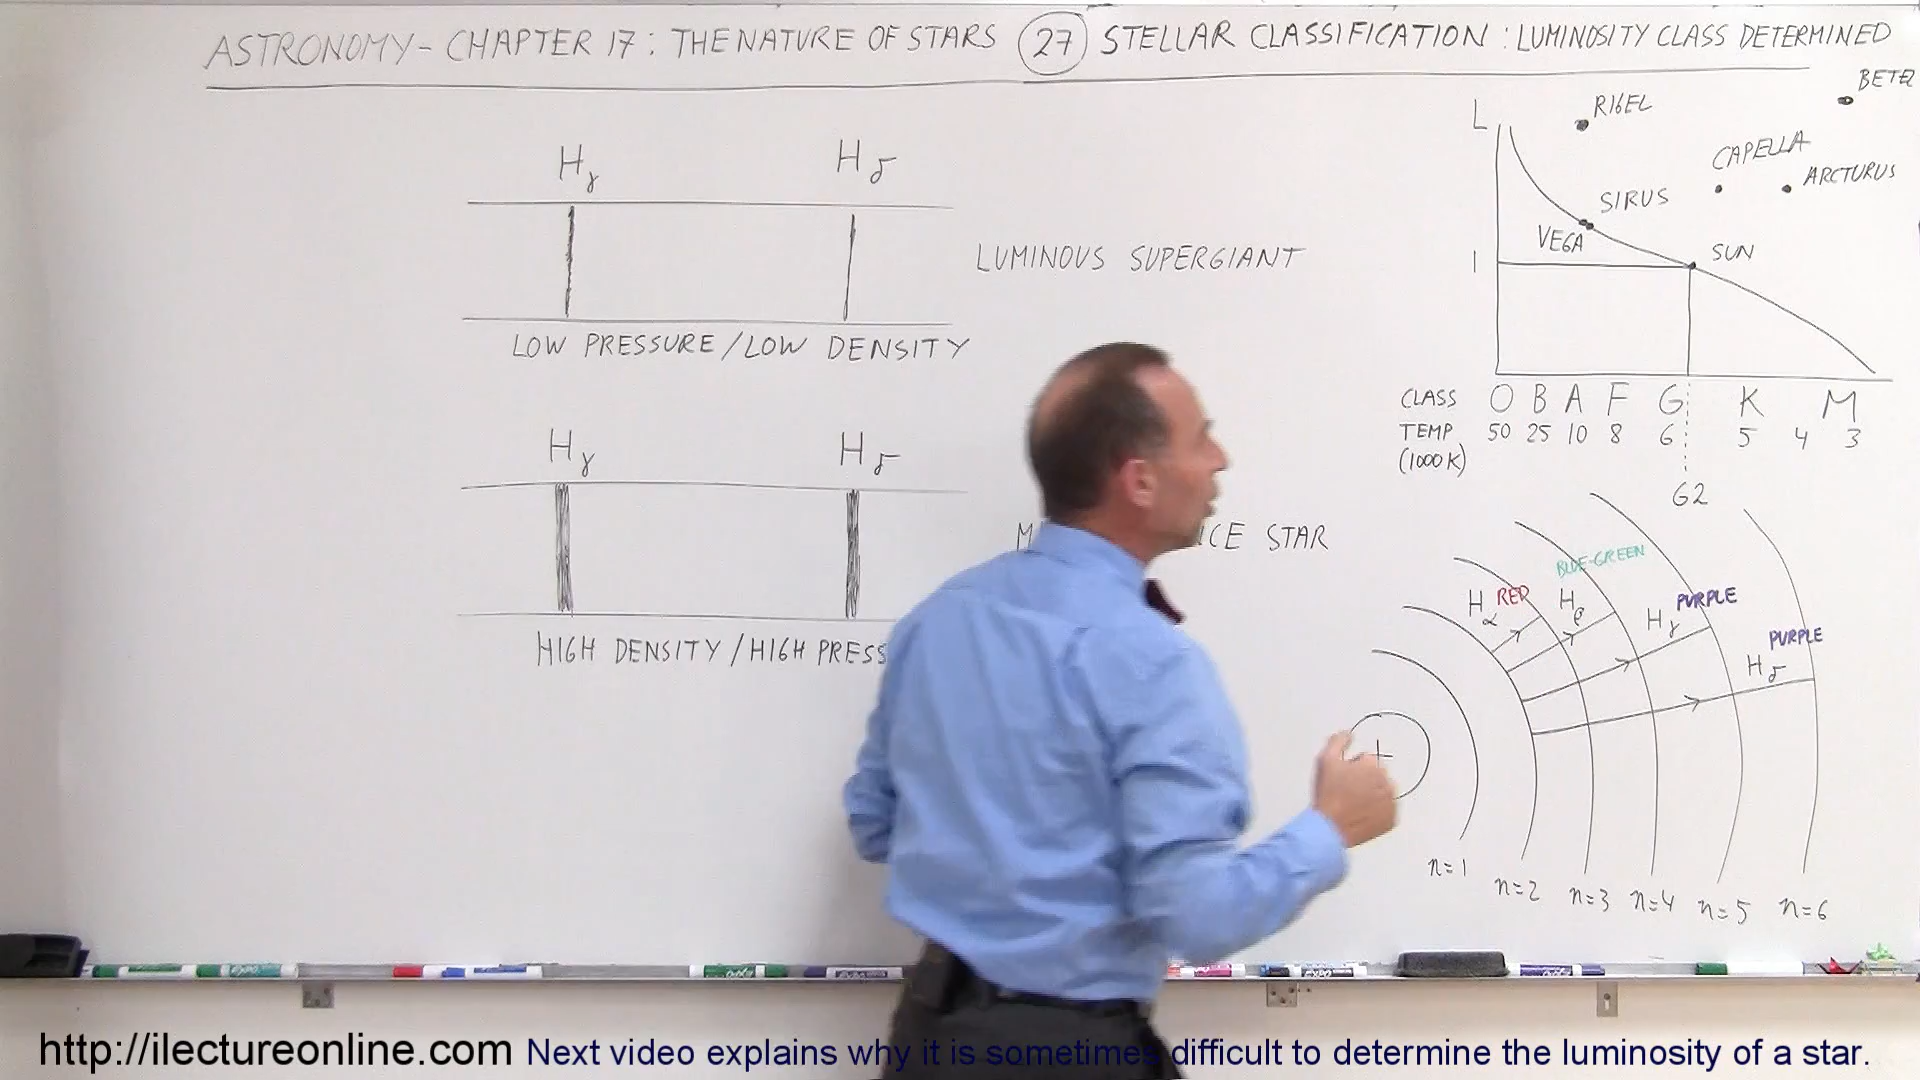 ASTRONOMY - CHAPTER 17 : THE NATURE OF STARS 27 STELLAR CLASSIFICATION : LUMINOSITY CLASS DETERMINED
Hγ Hδ
LUMINOUS SUPERGIANT
LOW PRESSURE / LOW DENSITY
Hγ Hδ
STAR
HIGH DENSITY / HIGH
L
RIGEL
CAPELLA
ARCTURUS
SIRUS
VEGA
1
SUN
CLASS O B A F G K M
TEMP 50 25 10 8 6 5 4 3
(1000 K)
G2
BLUE-GREEN
Hα RED
Hβ
Hγ PURPLE
PURPLE
Hδ
+
n=1 n=2 n=3 n=4 n=5 n=6
http://ilectureonline.com Next video explains why it is sometimes difficult to determine the luminosity of a star.